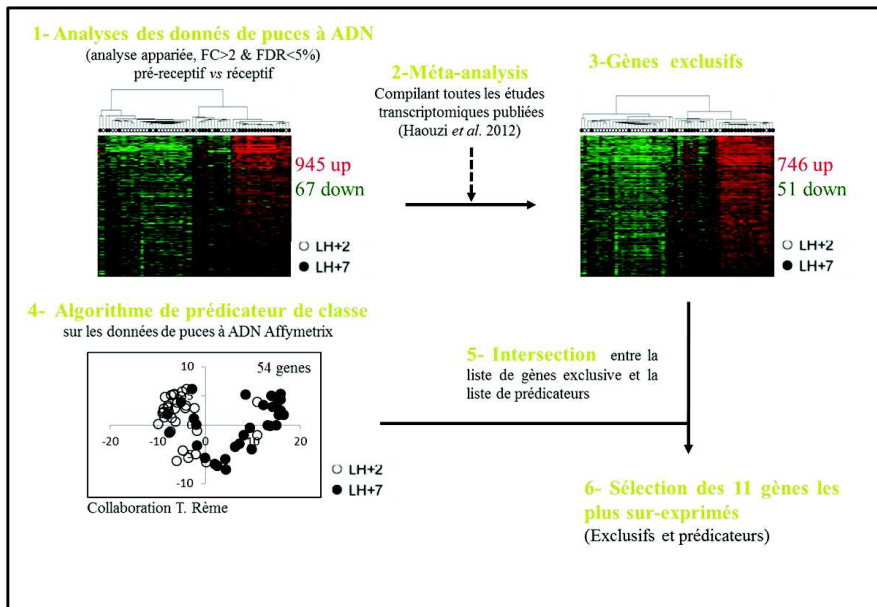 1- Analyses des donnés de puces à ADN
(analyse appariée, FC>2 & FDR<5%)
pré-receptif vs réceptif
945 up
67 down
LH+2
LH+7
2-Méta-analysis
Compilant toutes les études
transcriptomiques publiées
(Haouzi et al. 2012)
3-Gènes exclusifs
746 up
51 down
LH+2
LH+7
4- Algorithme de prédicateur de classe
sur les données de puces à ADN Affymetrix
10
54 genes
5
-20
-10
0
10
20
-10
LH+2
LH+7
Collaboration T. Rème
5- Intersection entre la
liste de gènes exclusive et la
liste de prédicateurs
6- Sélection des 11 gènes les
plus sur-exprimés
(Exclusifs et prédicateurs)